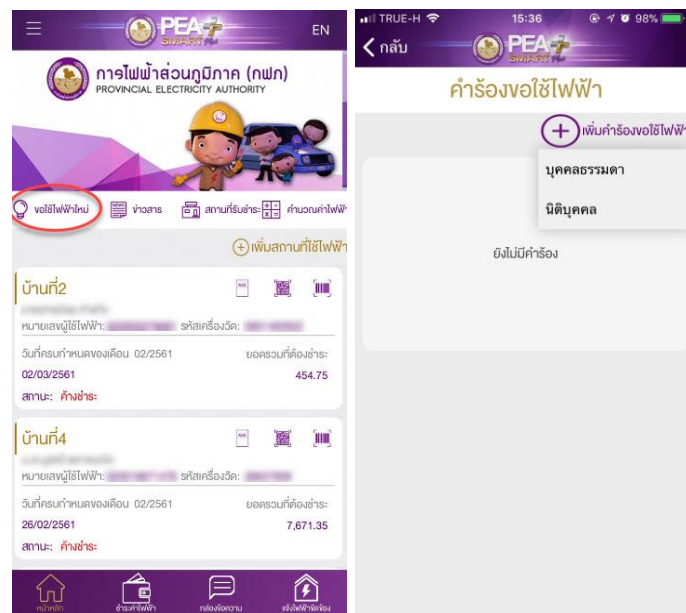 PEA
SMART Plus
EN
การไฟฟ้าส่วนภูมิภาค (กฟภ)
PROVINCIAL ELECTRICITY AUTHORITY
ขอใช้ไฟฟ้าใหม่
ข่าวสาร
สถานที่รับชำระ
คำนวณค่าไฟฟ้า
เพิ่มสถานที่ใช้ไฟฟ้า
บ้านที่2
หมายเลขผู้ใช้ไฟฟ้า: รหัสเครื่องวัด:
วันที่ครบกำหนดของเดือน 02/2561 ยอดรวมที่ต้องชำระ
02/03/2561 454.75
สถานะ: ค้างชำระ
บ้านที่4
หมายเลขผู้ใช้ไฟฟ้า: รหัสเครื่องวัด:
วันที่ครบกำหนดของเดือน 02/2561 ยอดรวมที่ต้องชำระ
26/02/2561 7,671.35
สถานะ: ค้างชำระ
หน้าหลัก
ชำระค่าไฟฟ้า
กล่องข้อความ
แจ้งไฟฟ้าขัดข้อง
TRUE-H 15:36 98%
กลับ
PEA
SMART Plus
คำร้องขอใช้ไฟฟ้า
เพิ่มคำร้องขอใช้ไฟฟ้า
บุคคลธรรมดา
นิติบุคคล
ยังไม่มีคำร้อง